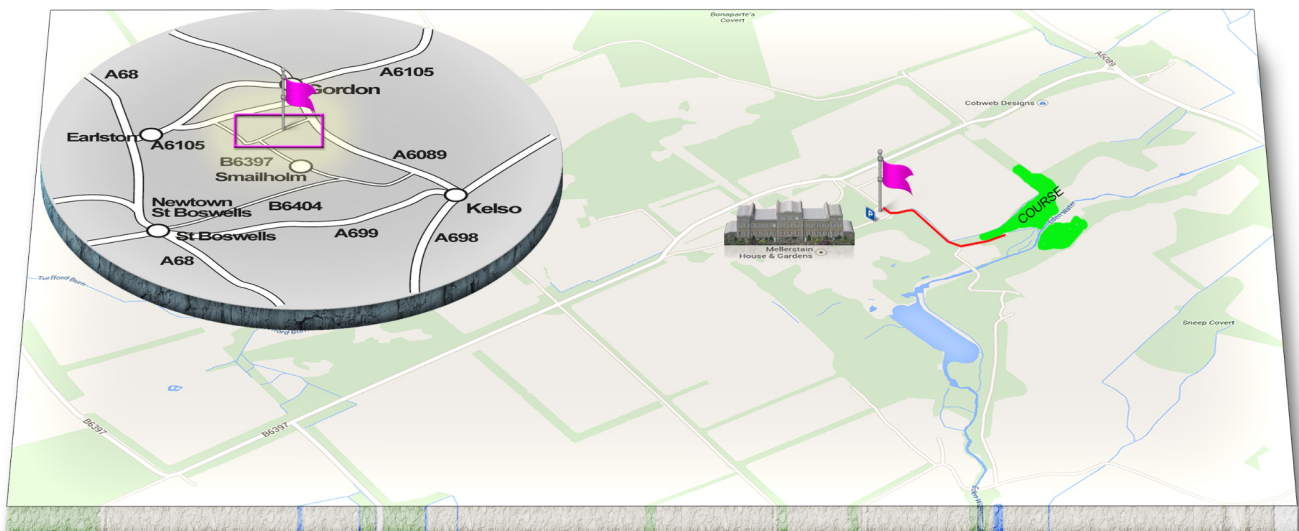 Bonaparte's
Covert
A68
A6105
Gordon
A6089
Cobweb Designs
Earlston
A6105
A6089
B6397
Smailholm
COURSE
Newtown
St Boswells
B6404
Kelso
St Boswells
A699
A698
P
Mellerstain
House & Gardens
A68
Turfford Burn
Sneep Covert
B6397
B6397